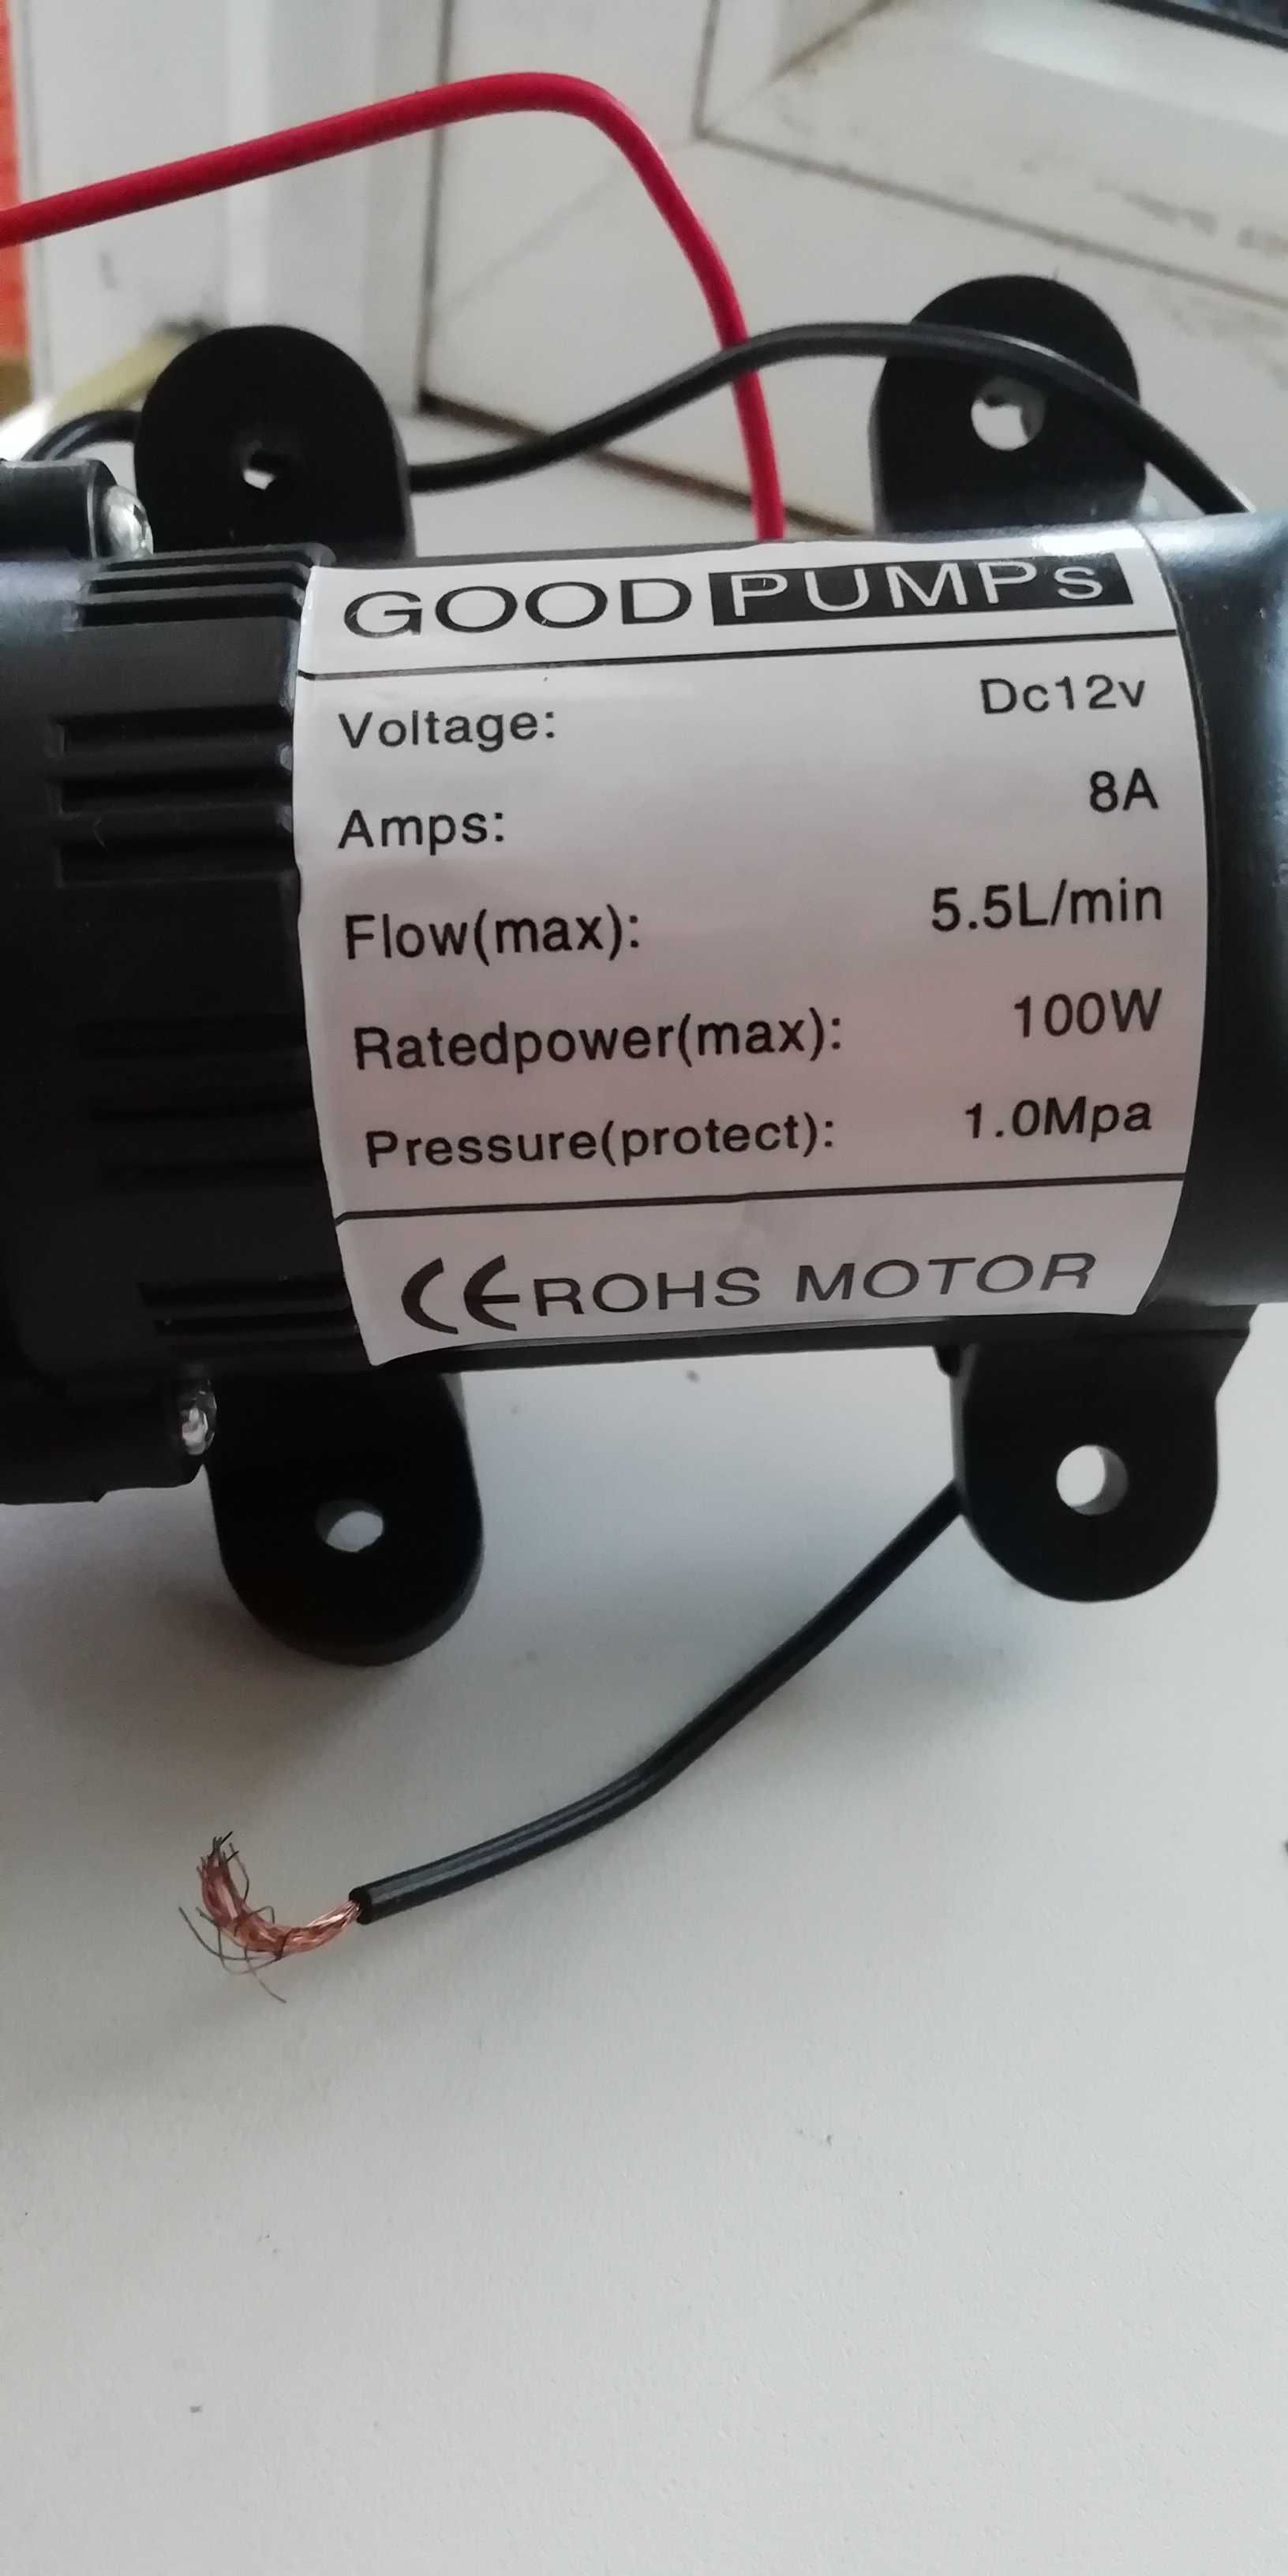 GOOD PUMPs
Voltage: Dc12v
Amps: 8A
Flow(max): 5.5L/min
Ratedpower(max): 100W
Pressure(protect): 1.0Mpa
CE ROHS MOTOR